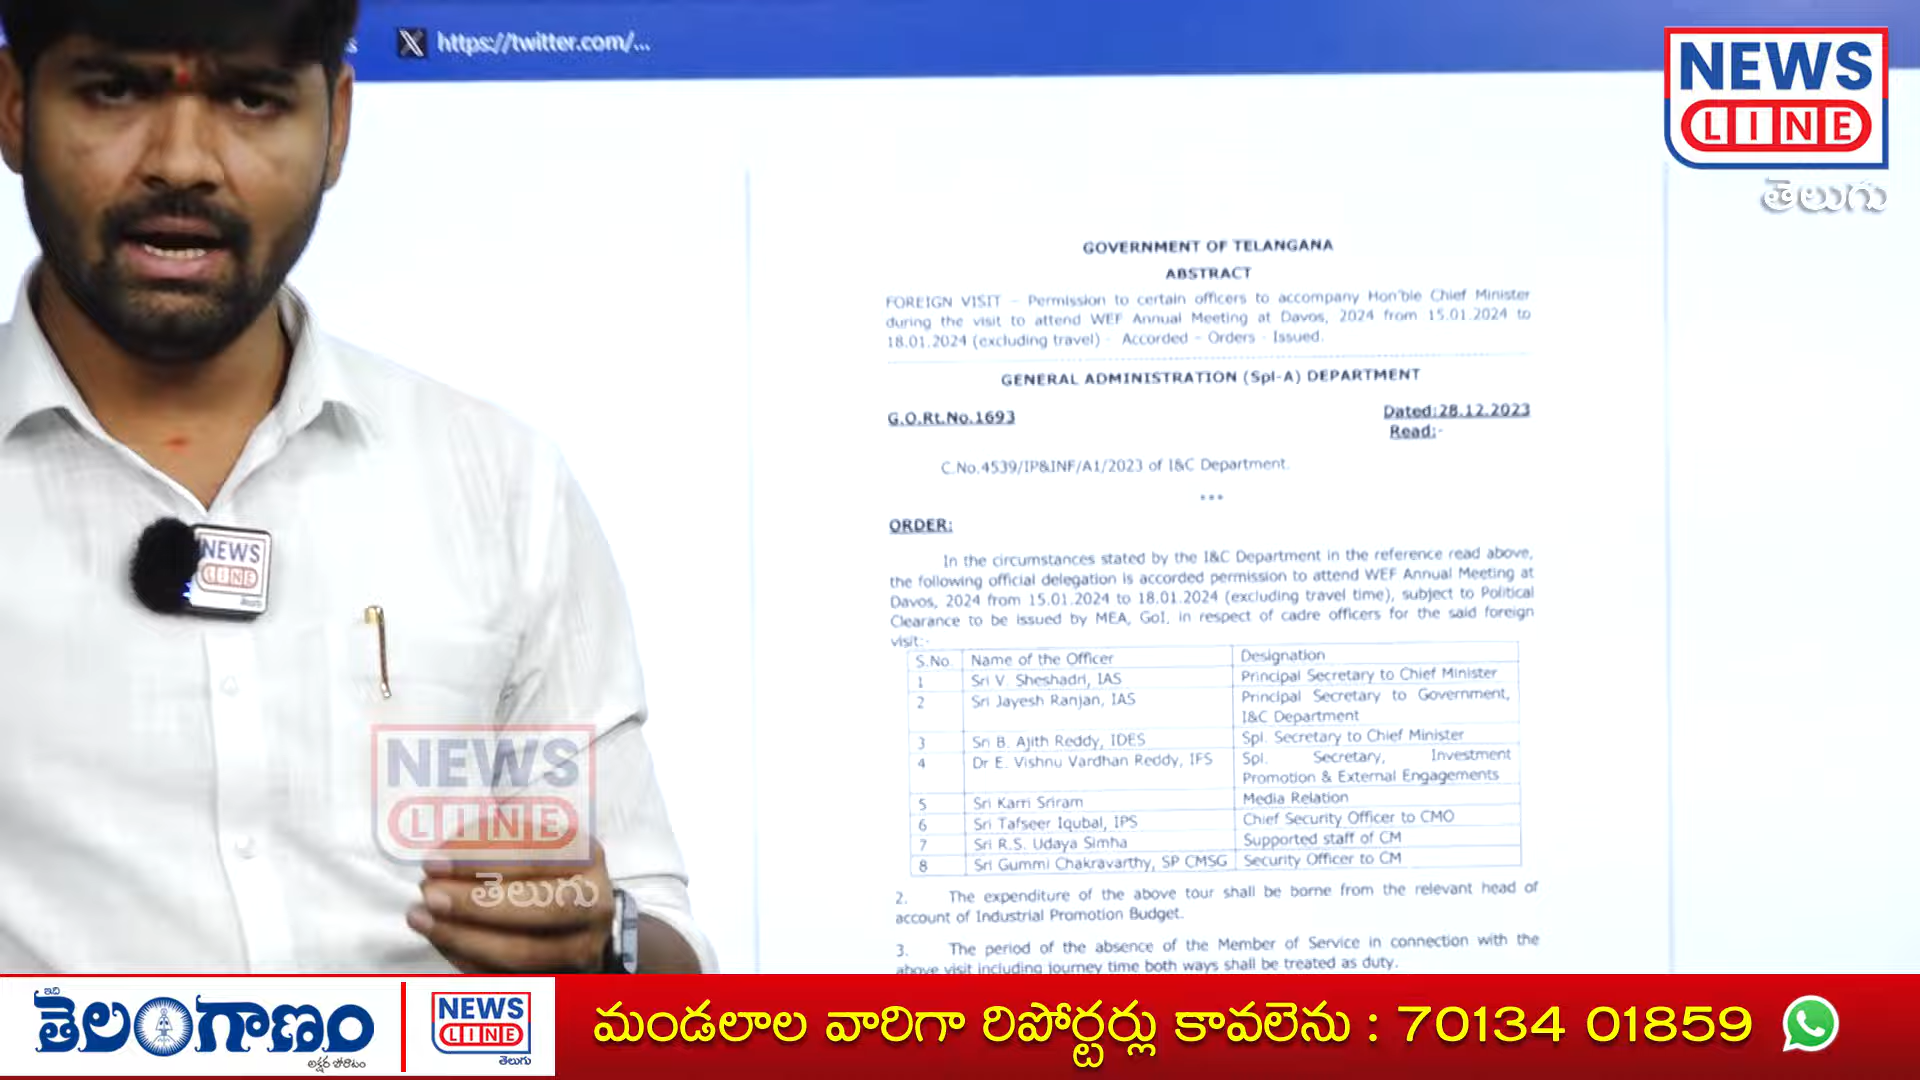 https://twitter.com/...
NEWS
LINE
తెలుగు
GOVERNMENT OF TELANGANA
ABSTRACT
FOREIGN VISIT – Permission to certain officers to accompany Hon'ble Chief Minister
during the visit to attend WEF Annual Meeting at Davos, 2024 from 15.01.2024 to
18.01.2024 (excluding travel) - Accorded – Orders - Issued.
GENERAL ADMINISTRATION (Spl-A) DEPARTMENT
G.O.Rt.No.1693 Dated:28.12.2023
Read:-
C.No.4539/IP&INF/A1/2023 of I&C Department.
***
ORDER:
In the circumstances stated by the I&C Department in the reference read above,
the following official delegation is accorded permission to attend WEF Annual Meeting at
Davos, 2024 from 15.01.2024 to 18.01.2024 (excluding travel time), subject to Political
Clearance to be issued by MEA, GoI, in respect of cadre officers for the said foreign
visit:-
S.No. Name of the Officer Designation
1 Sri V. Sheshadri, IAS Principal Secretary to Chief Minister
2 Sri Jayesh Ranjan, IAS Principal Secretary to Government,
I&C Department
3 Sri B. Ajith Reddy, IDES Spl. Secretary to Chief Minister
4 Dr E. Vishnu Vardhan Reddy, IFS Spl. Secretary, Investment
Promotion & External Engagements
5 Sri Karri Sriram Media Relation
6 Sri Tafseer Iqubal, IPS Chief Security Officer to CMO
7 Sri R.S. Udaya Simha Supported staff of CM
8 Sri Gummi Chakravarthy, SP CMSG Security Officer to CM
2. The expenditure of the above tour shall be borne from the relevant head of
account of Industrial Promotion Budget.
3. The period of the absence of the Member of Service in connection with the
above visit including journey time both ways shall be treated as duty.
NEWS
LINE
NEWS
LINE
తెలుగు
ఇది
తెలంగాణం
అక్షర పోరాటం
NEWS
LINE
తెలుగు
మండలాల వారిగా రిపోర్టర్లు కావలెను : 70134 01859